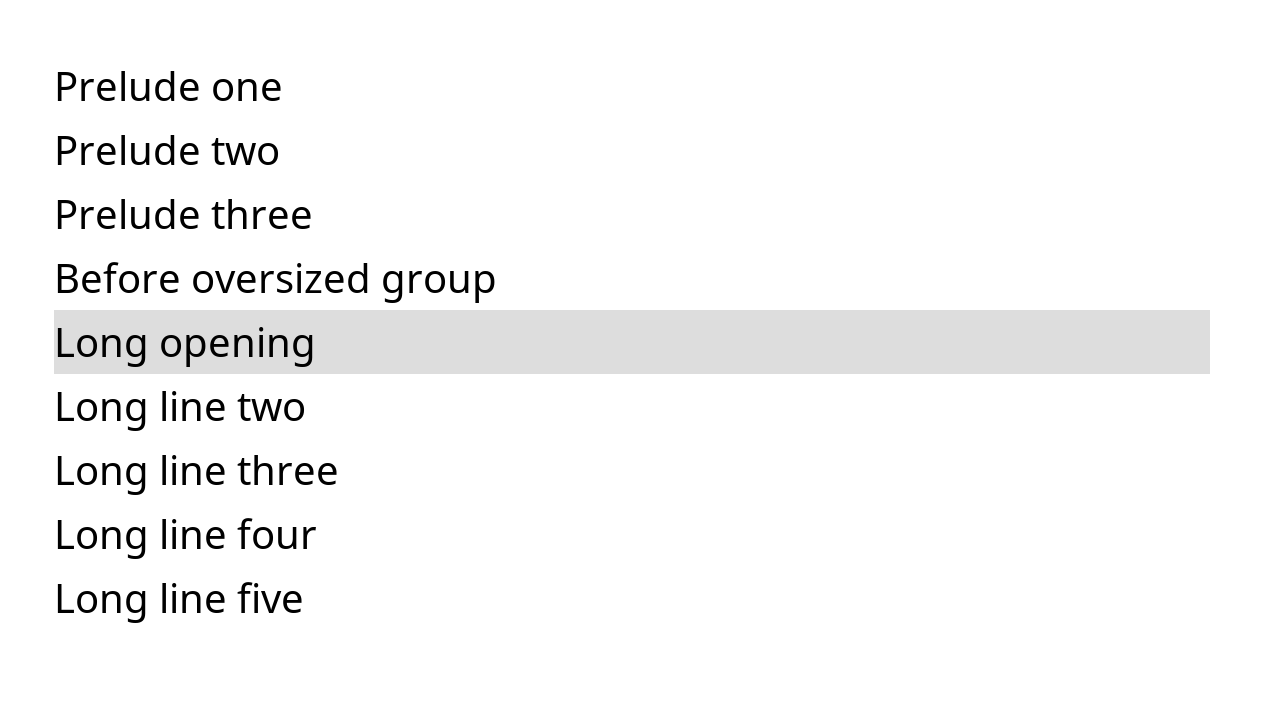 Prelude one
Prelude two
Prelude three
Before oversized group
Long opening
Long line two
Long line three
Long line four
Long line five